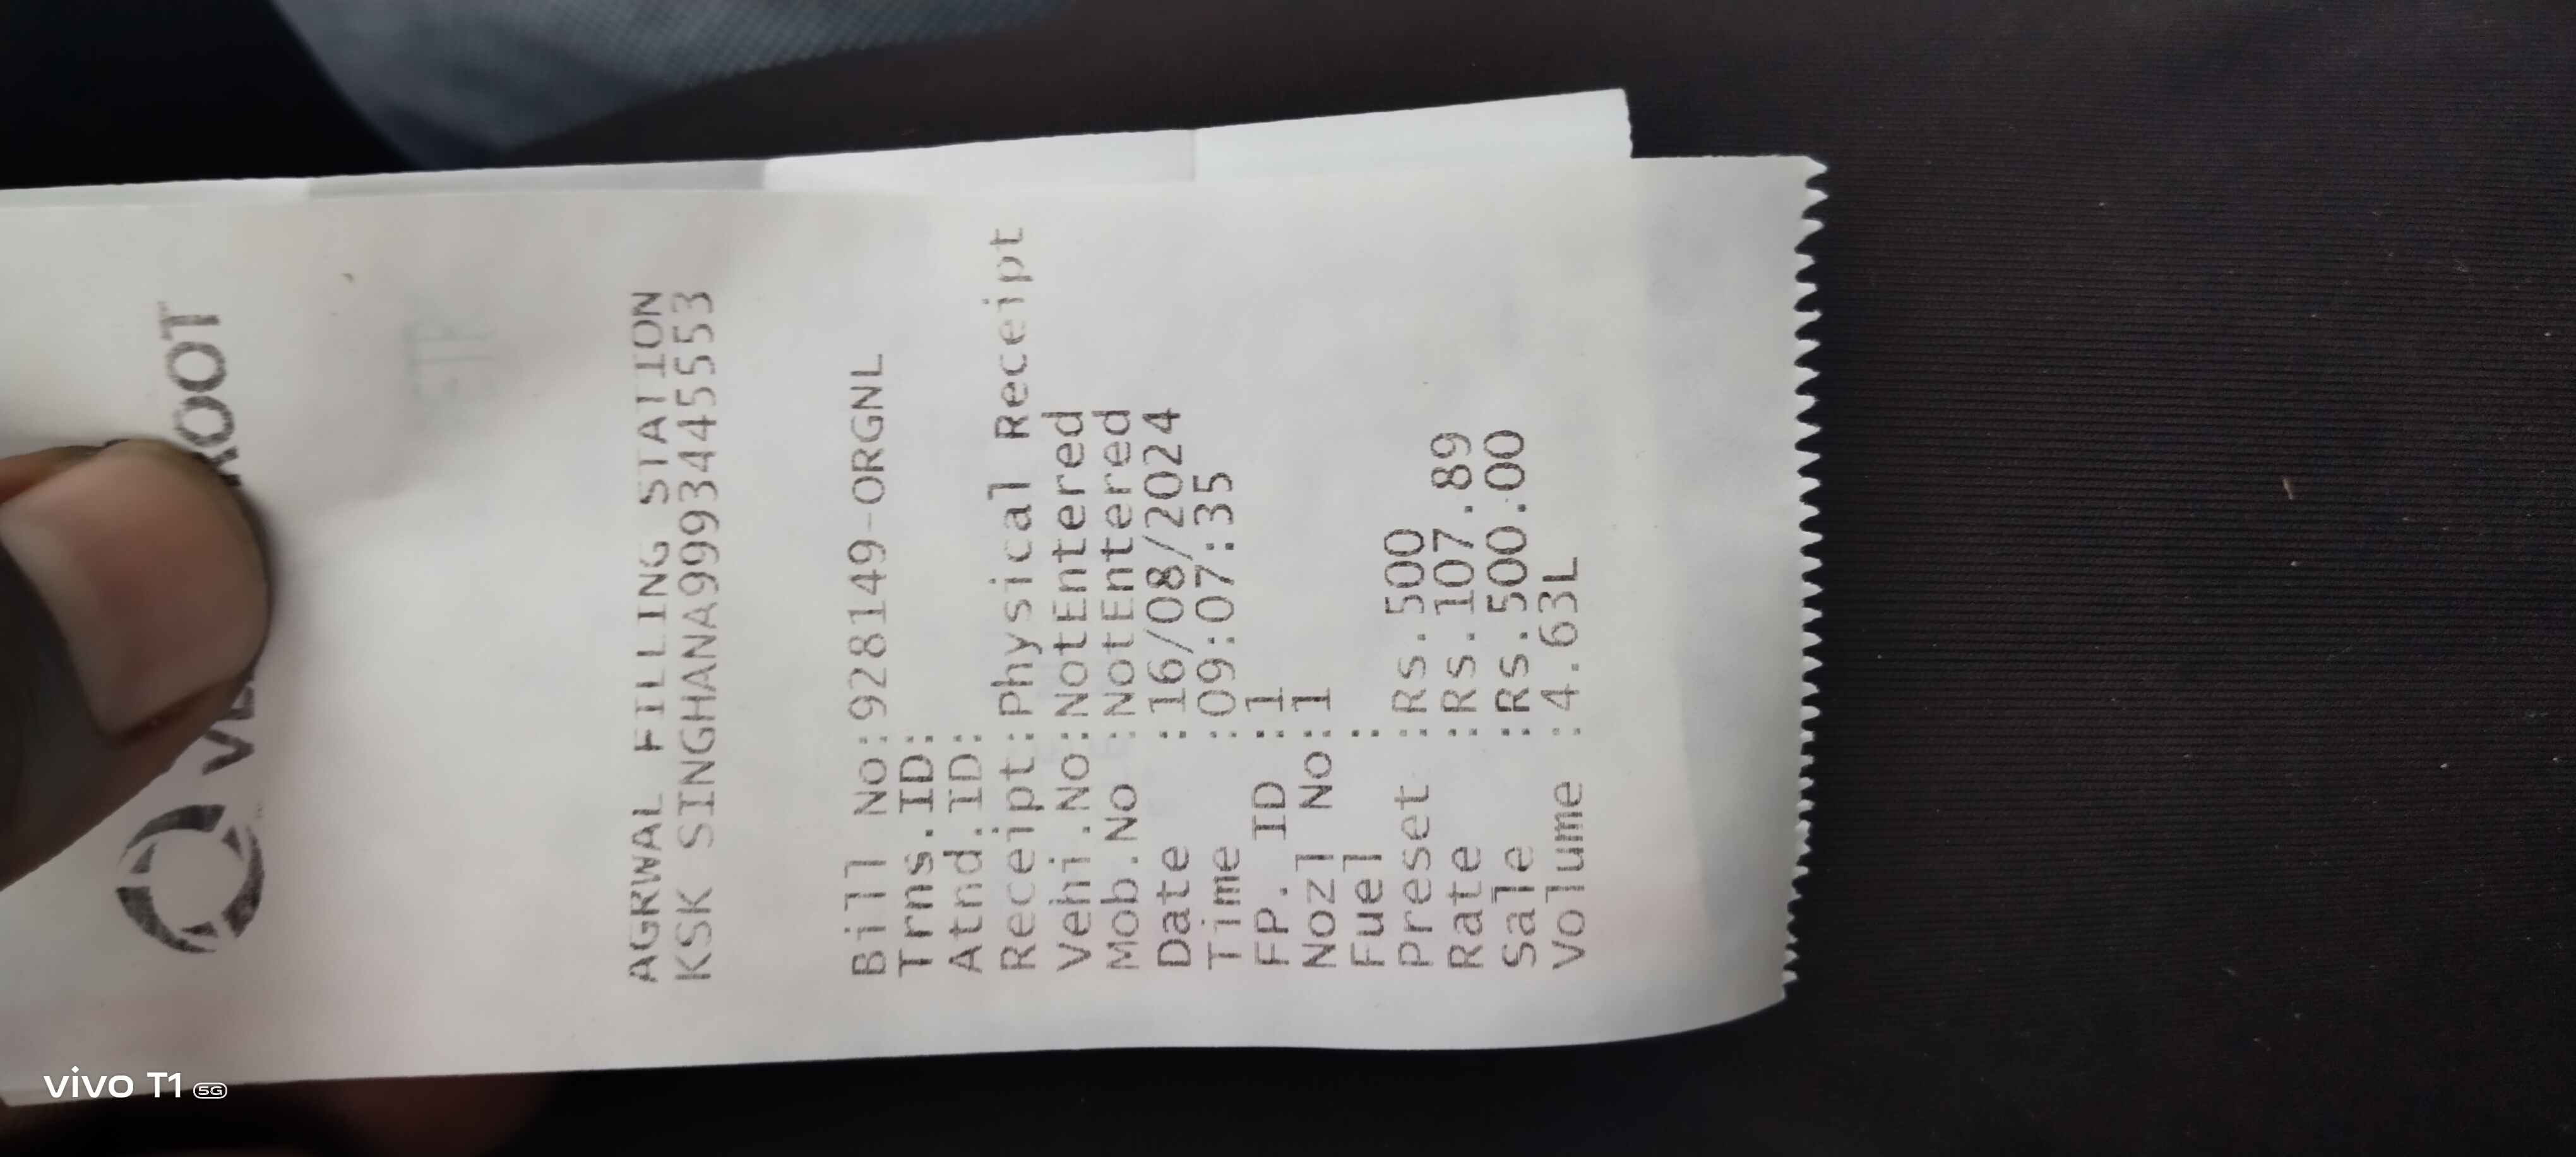 ROOT
AGRWAL FILLING STATION
KSK SINGHANA9993445553
Bill No:928149-ORGNL
Trns.ID:
Atnd.ID:
Receipt:Physical Receipt
Vehi.No:NotEntered
Mob.No :NotEntered
Date :16/08/2024
Time :09:07:35
FP. ID :1
Nozl No:1
Fuel :
Preset :Rs.500
Rate :Rs.107.89
Sale :Rs.500.00
Volume :4.63L
vivo T1 5G